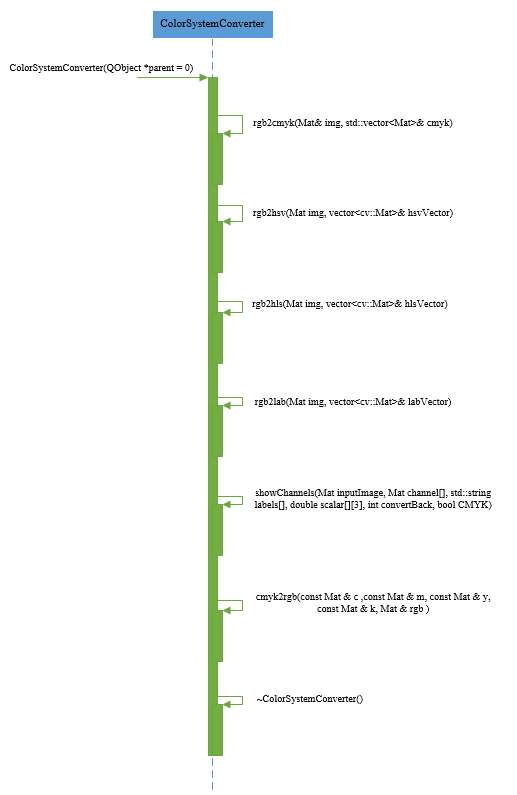 ColorSystemConverter
ColorSystemConverter(QObject *parent = 0)
rgb2cmyk(Mat& img, std::vector<Mat>& cmyk)
rgb2hsv(Mat img, vector<cv::Mat>& hsvVector)
rgb2hls(Mat img, vector<cv::Mat>& hlsVector)
rgb2lab(Mat img, vector<cv::Mat>& labVector)
showChannels(Mat inputImage, Mat channel[], std::string
labels[], double scalar[][3], int convertBack, bool CMYK)
cmyk2rgb(const Mat & c ,const Mat & m, const Mat & y,
const Mat & k, Mat & rgb )
~ColorSystemConverter()